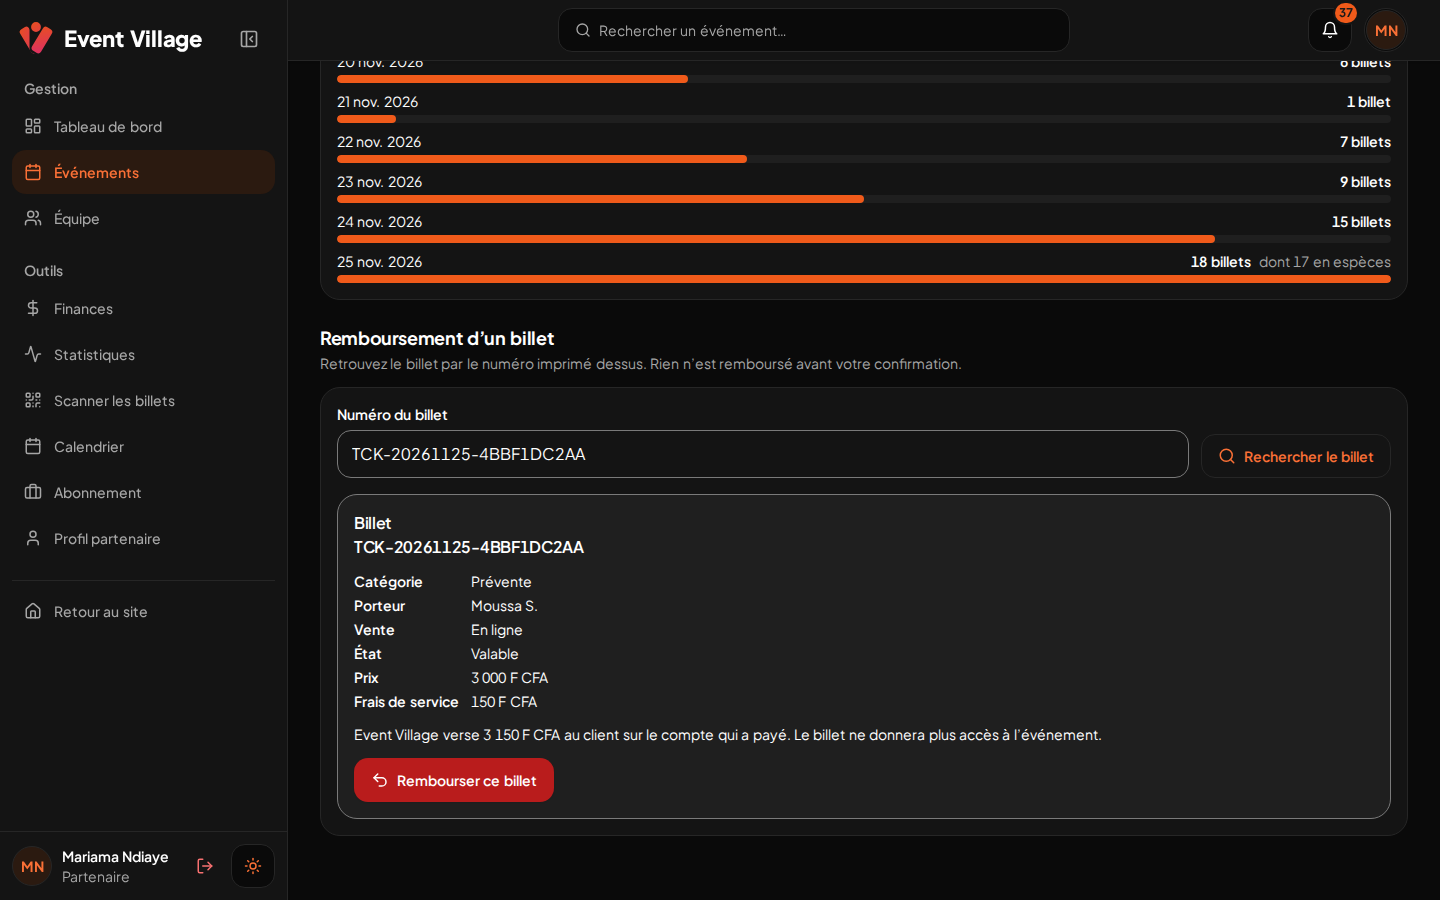 Event Village
Rechercher un événement...
37
MN
Gestion
Tableau de bord
Événements
Équipe
Outils
Finances
Statistiques
Scanner les billets
Calendrier
Abonnement
Profil partenaire
Retour au site
MN
Mariama Ndiaye
Partenaire
20 nov. 2026 6 billets
21 nov. 2026 1 billet
22 nov. 2026 7 billets
23 nov. 2026 9 billets
24 nov. 2026 15 billets
25 nov. 2026 18 billets dont 17 en espèces
Remboursement d’un billet
Retrouvez le billet par le numéro imprimé dessus. Rien n’est remboursé avant votre confirmation.
Numéro du billet
TCK-20261125-4BBF1DC2AA Rechercher le billet
Billet
TCK-20261125-4BBF1DC2AA
Catégorie Prévente
Porteur Moussa S.
Vente En ligne
État Valable
Prix 3 000 F CFA
Frais de service 150 F CFA
Event Village verse 3 150 F CFA au client sur le compte qui a payé. Le billet ne donnera plus accès à l’événement.
Rembourser ce billet